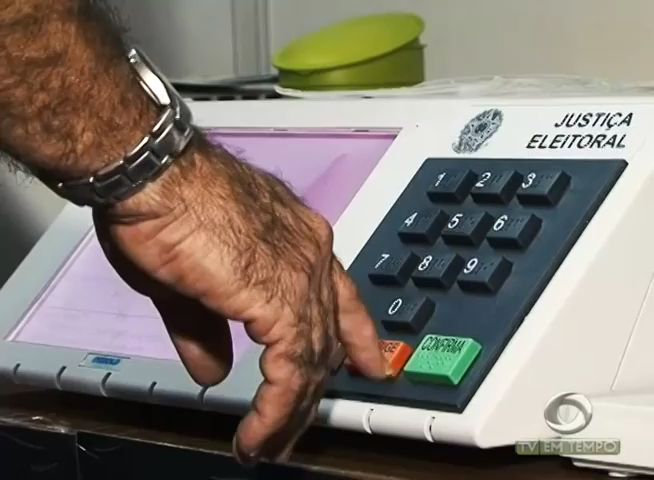 JUSTIÇA
ELEITORAL
1 2 3
4 5 6
7 8 9
0
CONFIRMA
TV EM TEMPO